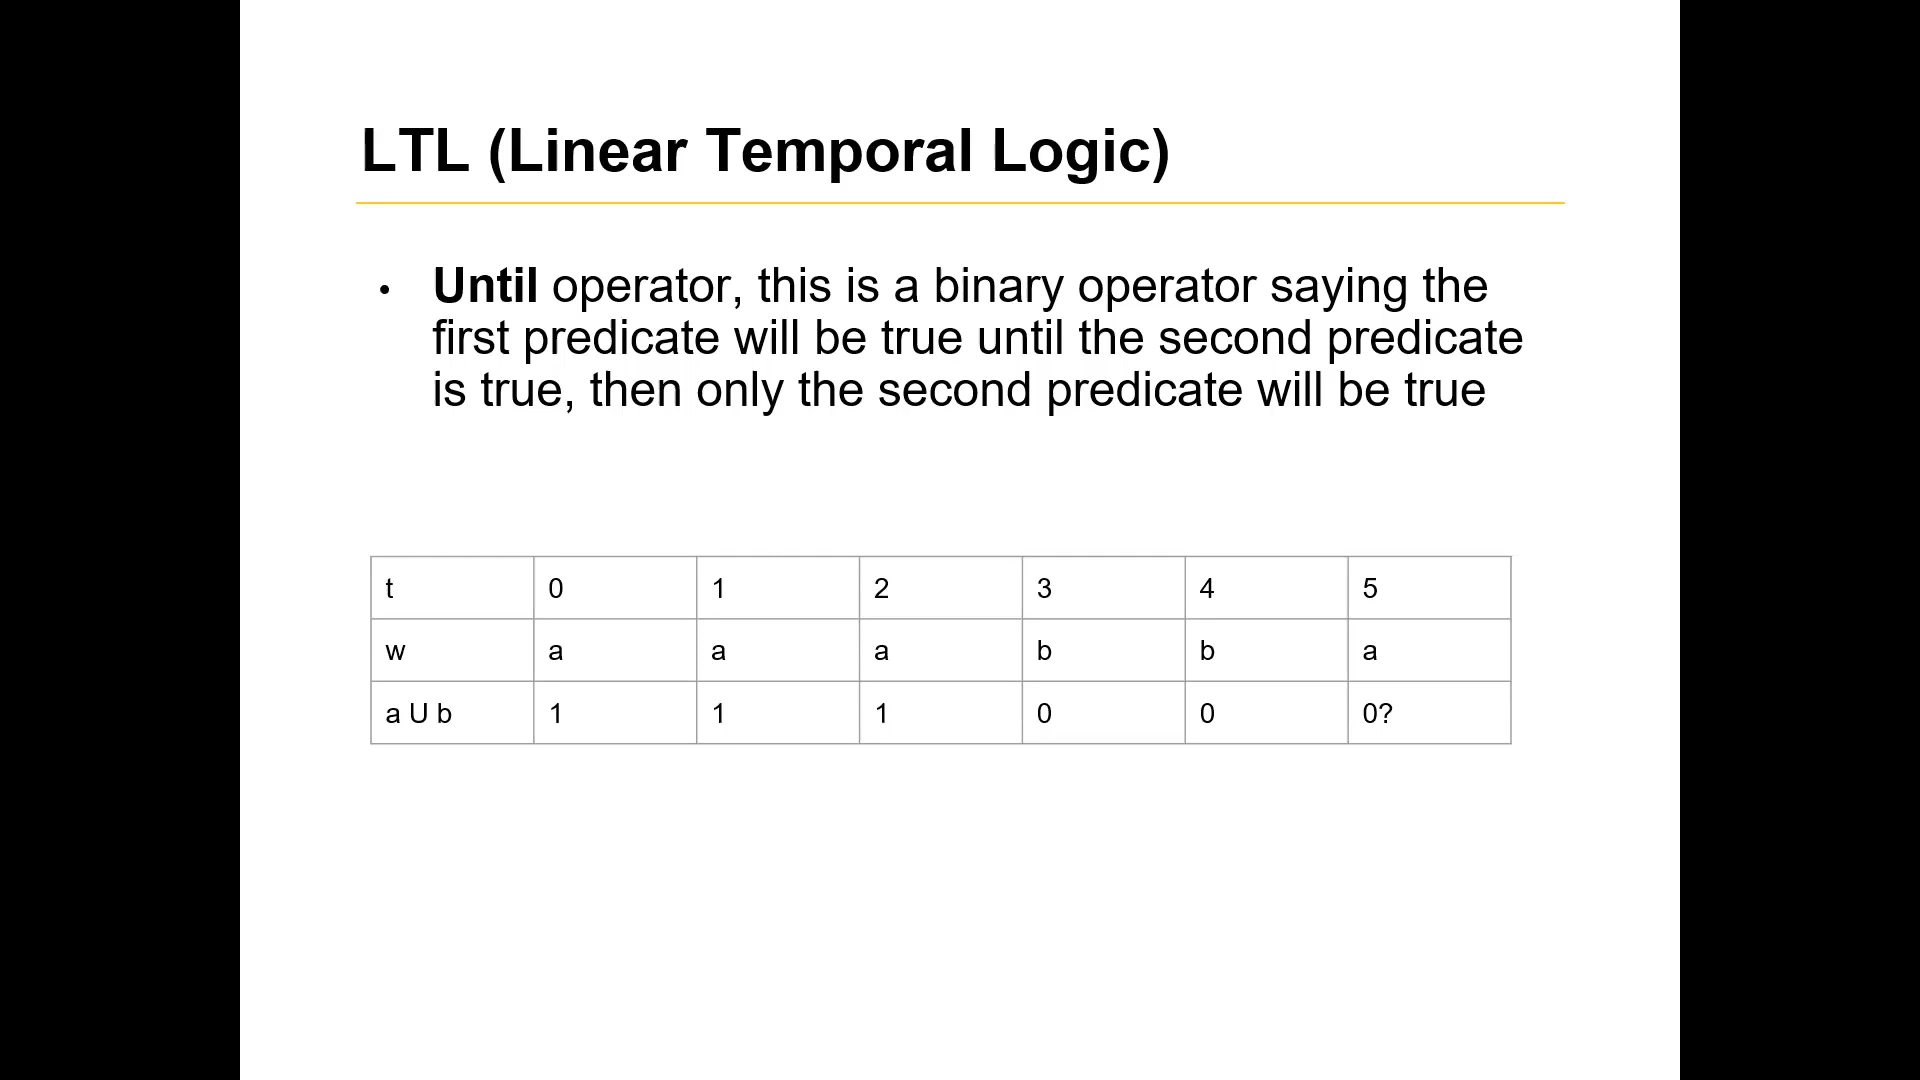 LTL (Linear Temporal Logic)
• Until operator, this is a binary operator saying the
first predicate will be true until the second predicate
is true, then only the second predicate will be true
t 0 1 2 3 4 5
w a a a b b a
a U b 1 1 1 0 0 0?